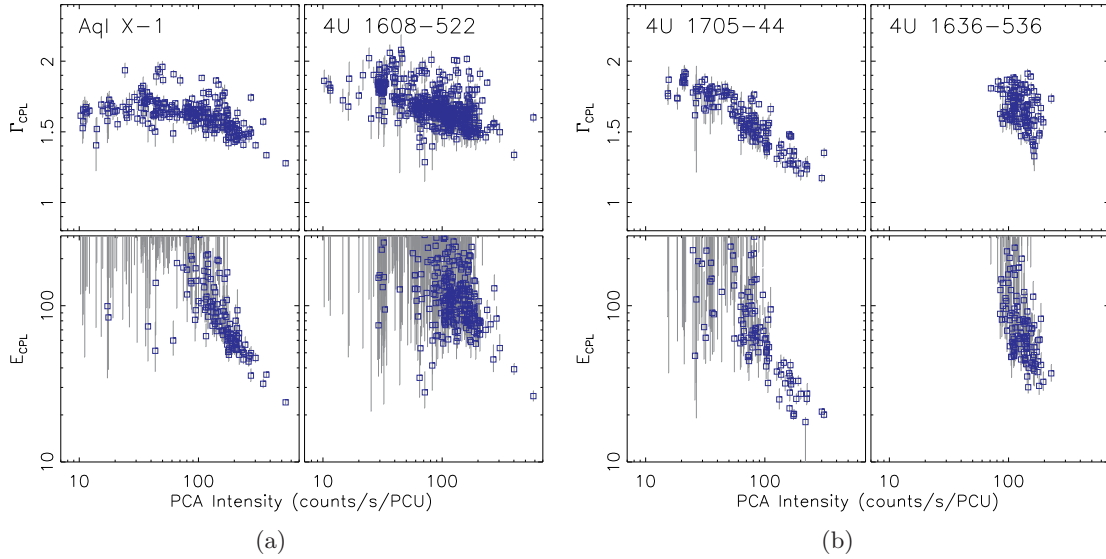 Aql X-1
4U 1608-522
4U 1705-44
4U 1636-536
Γ_CPL
2
1.5
1
Γ_CPL
2
1.5
1
E_CPL
100
10
E_CPL
100
10
10
100
10
100
10
100
10
100
PCA Intensity (counts/s/PCU)
PCA Intensity (counts/s/PCU)
(a)
(b)